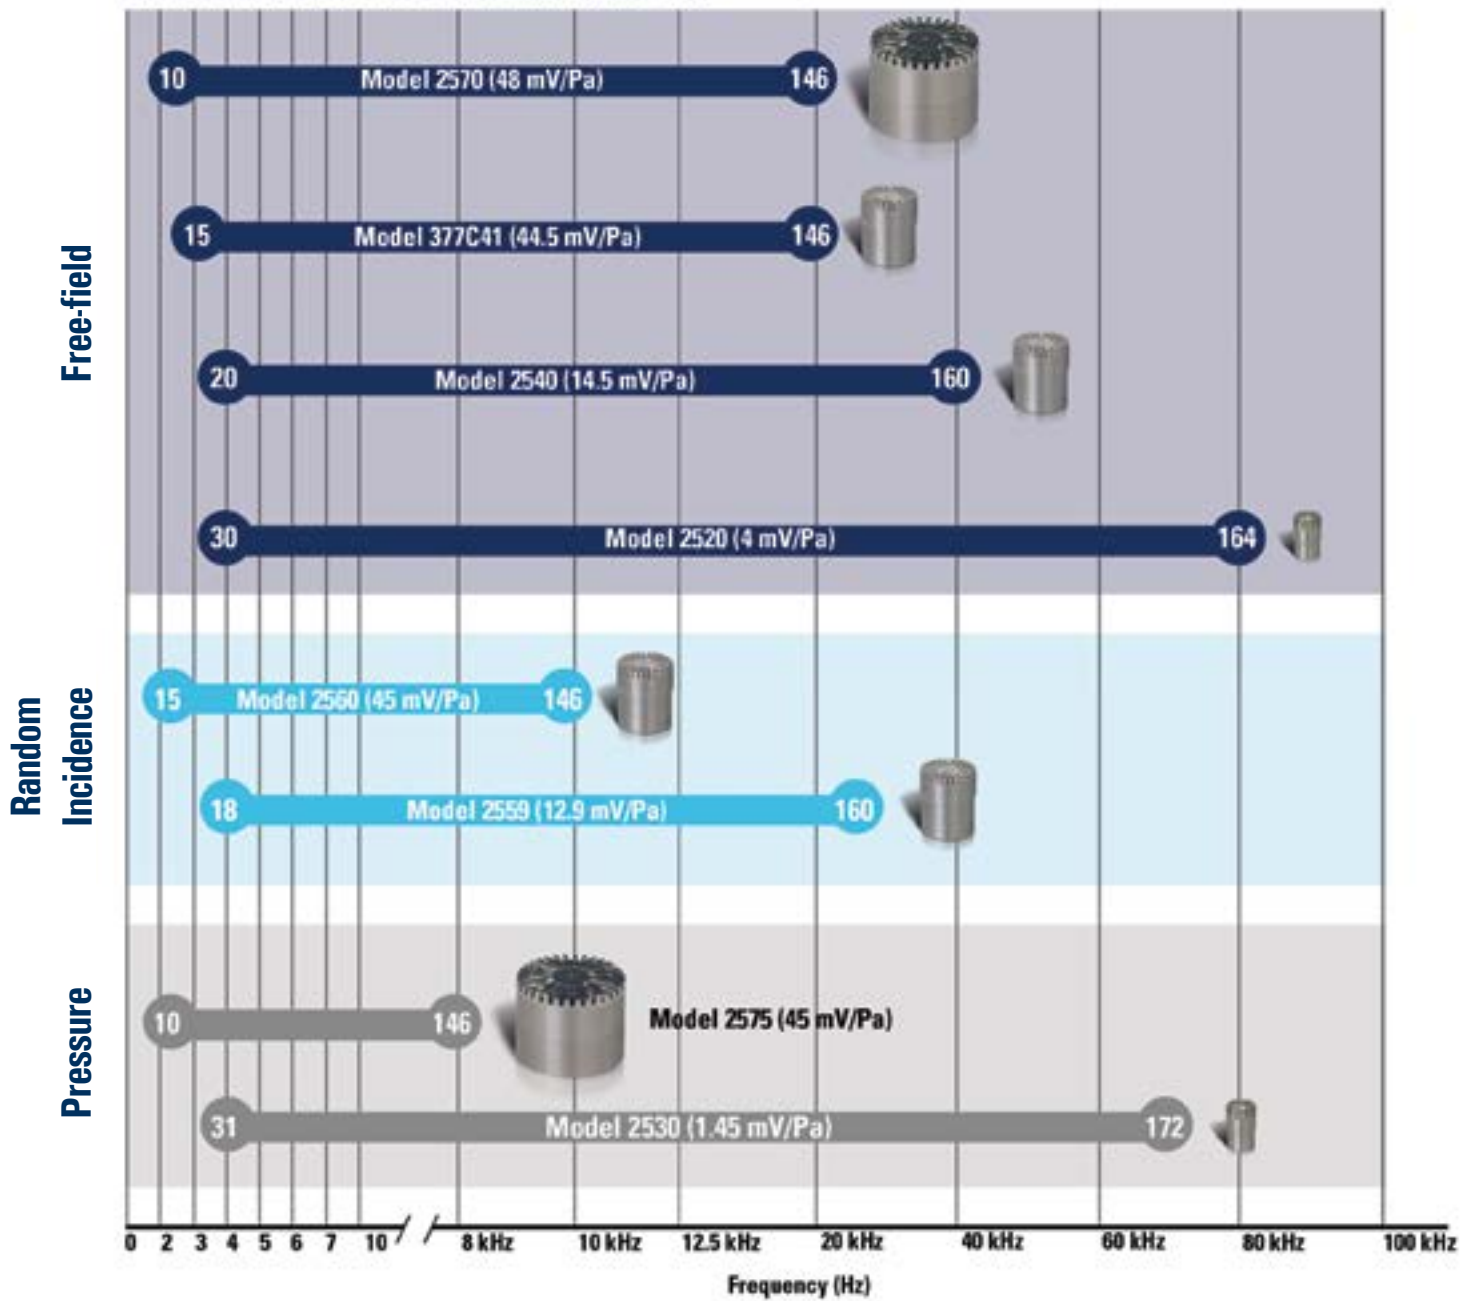 Free-field
10 Model 2570 (48 mV/Pa) 146
15 Model 377C41 (44.5 mV/Pa) 146
20 Model 2540 (14.5 mV/Pa) 160
30 Model 2520 (4 mV/Pa) 164
Random
Incidence
15 Model 2560 (45 mV/Pa) 146
18 Model 2559 (12.9 mV/Pa) 160
Pressure
10 146 Model 2575 (45 mV/Pa)
31 Model 2530 (1.45 mV/Pa) 172
0 2 3 4 5 6 7 10 8 kHz 10 kHz 12.5 kHz 20 kHz 40 kHz 60 kHz 80 kHz 100 kHz
Frequency (Hz)